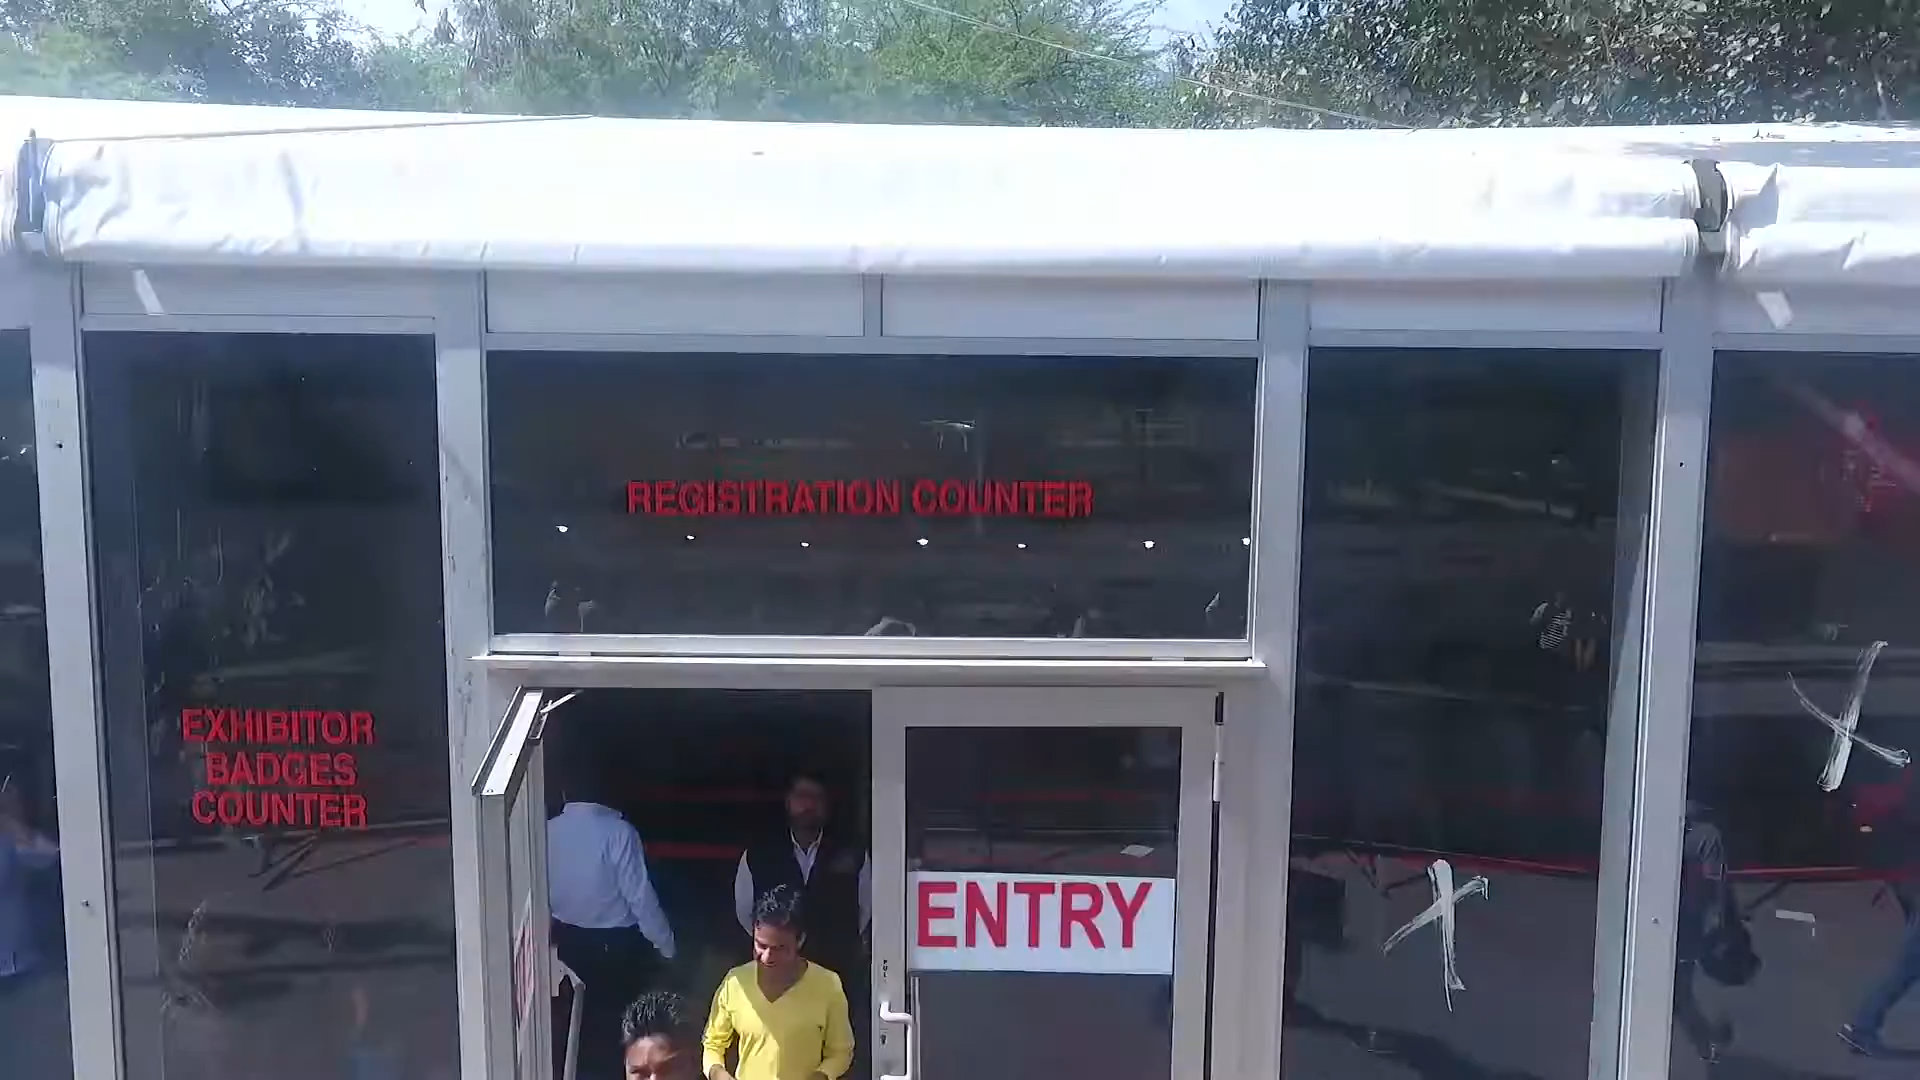 REGISTRATION COUNTER
EXHIBITOR
BADGES
COUNTER
ENTRY